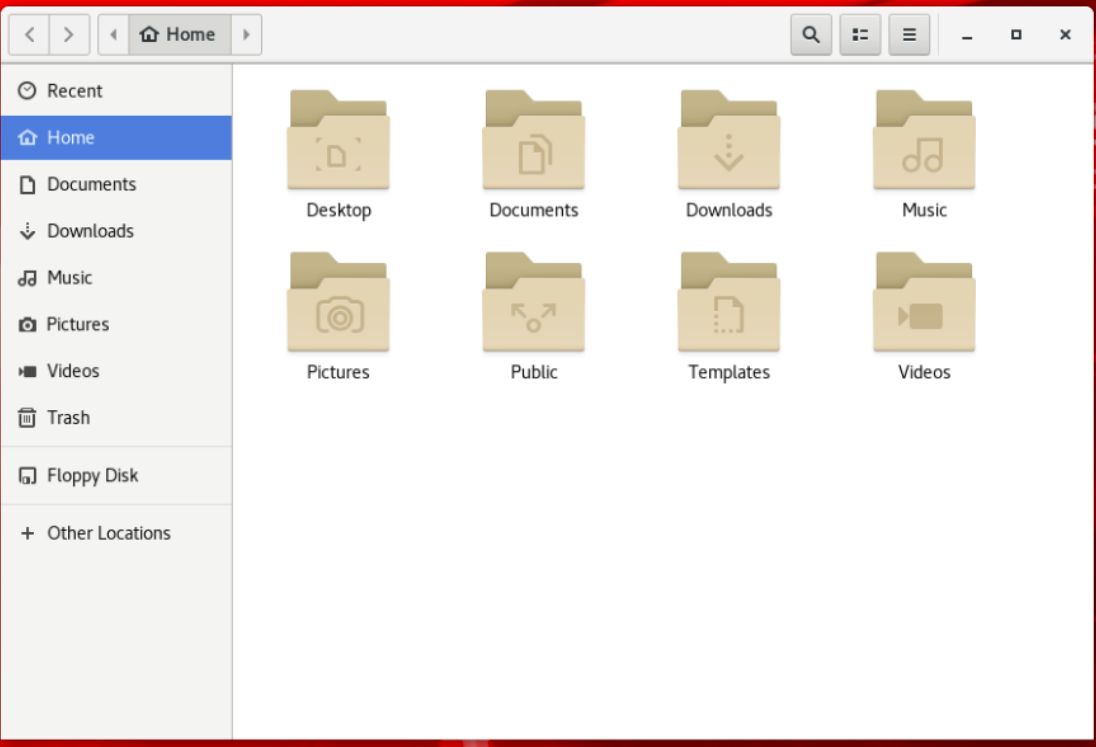 Home
Recent
Home
Documents
Downloads
Music
Pictures
Videos
Trash
Floppy Disk
Other Locations
Desktop Documents Downloads Music
Pictures Public Templates Videos